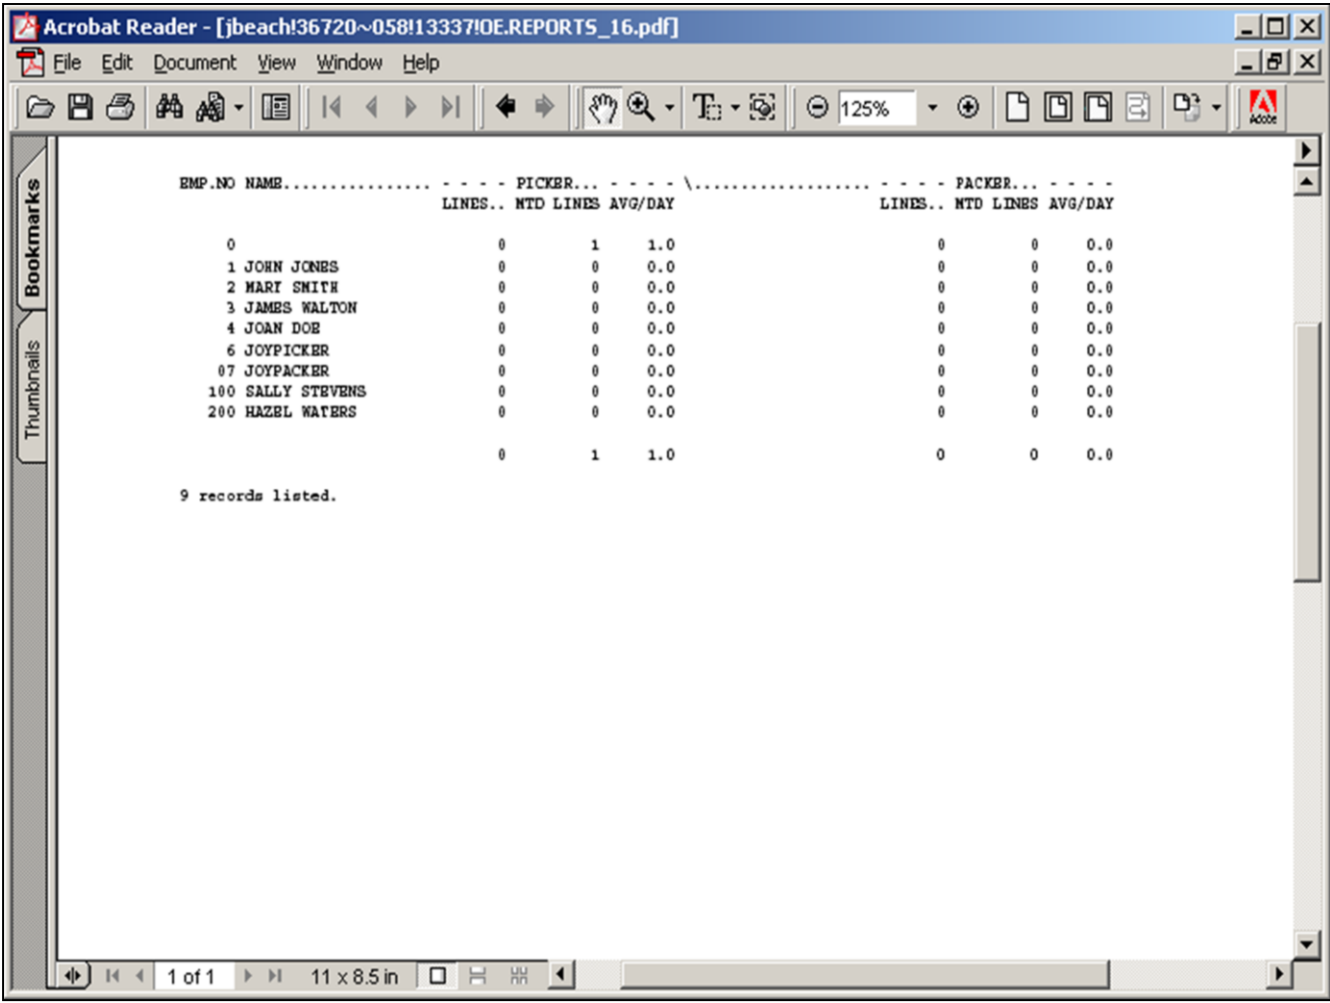 Acrobat Reader - [jbeach!36720~058!13337!OE.REPORTS_16.pdf]
File Edit Document View Window Help
125%
Adobe
Bookmarks
Thumbnails
EMP.NO NAME................ - - - - PICKER... - - - - \................... - - - - PACKER... - - - -
LINES.. MTD LINES AVG/DAY LINES.. MTD LINES AVG/DAY
0 0 1 1.0 0 0 0.0
1 JOHN JONES 0 0 0.0 0 0 0.0
2 MARY SMITH 0 0 0.0 0 0 0.0
3 JAMES WALTON 0 0 0.0 0 0 0.0
4 JOAN DOE 0 0 0.0 0 0 0.0
6 JOYPICKER 0 0 0.0 0 0 0.0
07 JOYPACKER 0 0 0.0 0 0 0.0
100 SALLY STEVENS 0 0 0.0 0 0 0.0
200 HAZEL WATERS 0 0 0.0 0 0 0.0
0 1 1.0 0 0 0.0
9 records listed.
1 of 1 11 x 8.5 in